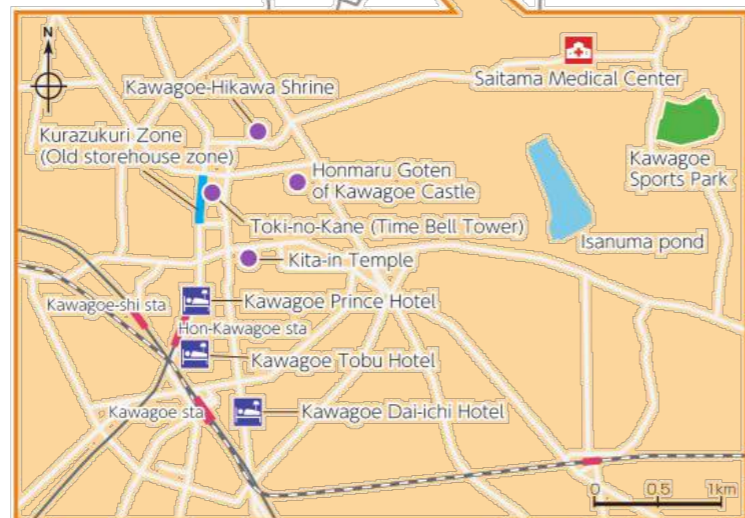 N
Saitama Medical Center
Kawagoe-Hikawa Shrine
Kurazukuri Zone
(Old storehouse zone)
Honmaru Goten
of Kawagoe Castle
Kawagoe
Sports Park
Toki-no-Kane (Time Bell Tower)
Isanuma pond
Kita-in Temple
Kawagoe-shi sta
Kawagoe Prince Hotel
Hon-Kawagoe sta
Kawagoe Tobu Hotel
Kawagoe sta
Kawagoe Dai-ichi Hotel
0 0.5 1km